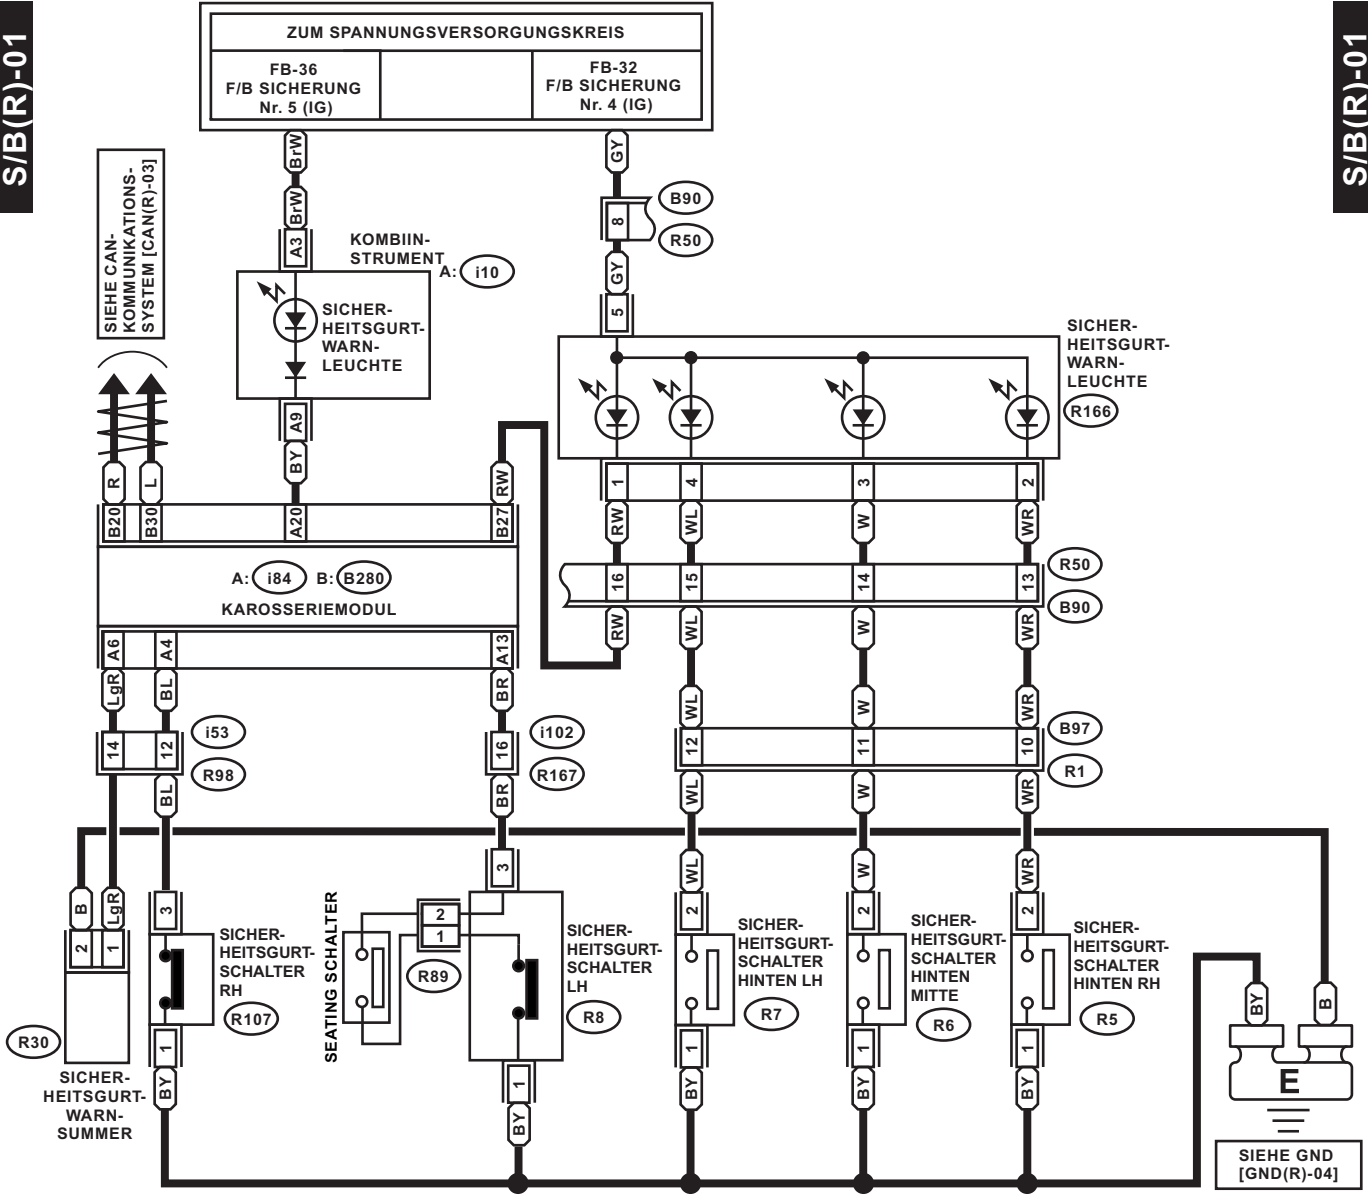 S/B(R)-01
S/B(R)-01
ZUM SPANNUNGSVERSORGUNGSKREIS
FB-36
F/B SICHERUNG
Nr. 5 (IG)
FB-32
F/B SICHERUNG
Nr. 4 (IG)
BrW
GY
SIEHE CAN-
KOMMUNIKATIONS-
SYSTEM [CAN(R)-03]
BrW
8
B90
R50
A3
KOMBIIN-
STRUMENT
A: i10
GY
5
SICHER-
HEITSGURT-
WARN-
LEUCHTE
SICHER-
HEITSGURT-
WARN-
LEUCHTE
R166
A9
BY
R
L
RW
1
4
3
2
B20
B30
A20
B27
RW
WL
W
WR
A: i84 B: B280
KAROSSERIEMODUL
16
15
14
13
R50
B90
A6
A4
A13
RW
WL
W
WR
LgR
BL
BR
WL
W
WR
14
12
i53
R98
16
i102
R167
12
11
10
B97
R1
BL
BR
WL
W
WR
3
WL
W
WR
B
LgR
3
2
1
2
2
2
2
1
SICHER-
HEITSGURT-
SCHALTER
RH
R107
SEATING SCHALTER
R89
SICHER-
HEITSGURT-
SCHALTER
LH
R8
SICHER-
HEITSGURT-
SCHALTER
HINTEN LH
R7
SICHER-
HEITSGURT-
SCHALTER
HINTEN
MITTE
R6
SICHER-
HEITSGURT-
SCHALTER
HINTEN RH
R5
BY
B
R30
1
1
1
1
1
SICHER-
HEITSGURT-
WARN-
SUMMER
BY
BY
BY
BY
BY
E
SIEHE GND
[GND(R)-04]